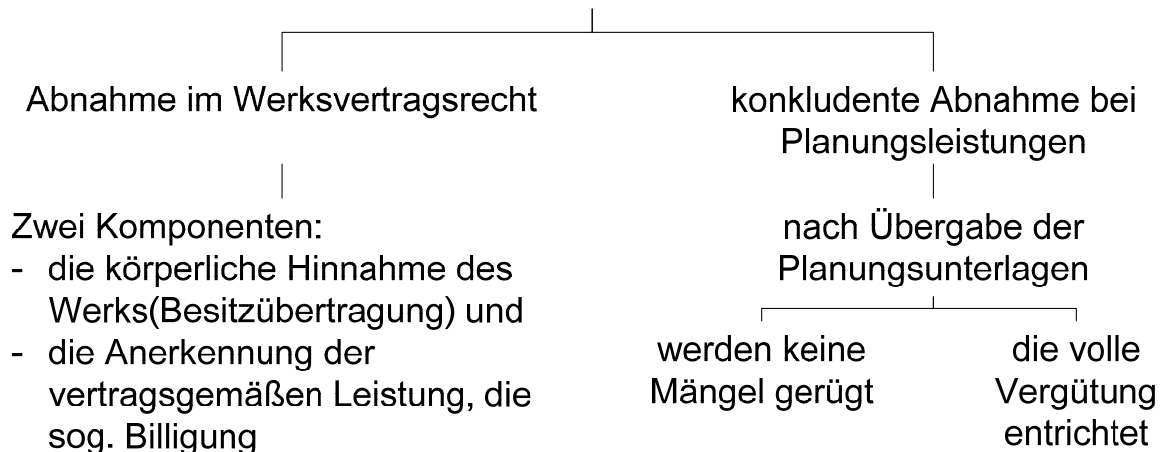 Abnahme im Werksvertragsrecht
Zwei Komponenten:
- die körperliche Hinnahme des
Werks(Besitzübertragung) und
- die Anerkennung der
vertragsgemäßen Leistung, die
sog. Billigung
konkludente Abnahme bei
Planungsleistungen
nach Übergabe der
Planungsunterlagen
werden keine
Mängel gerügt
die volle
Vergütung
entrichtet